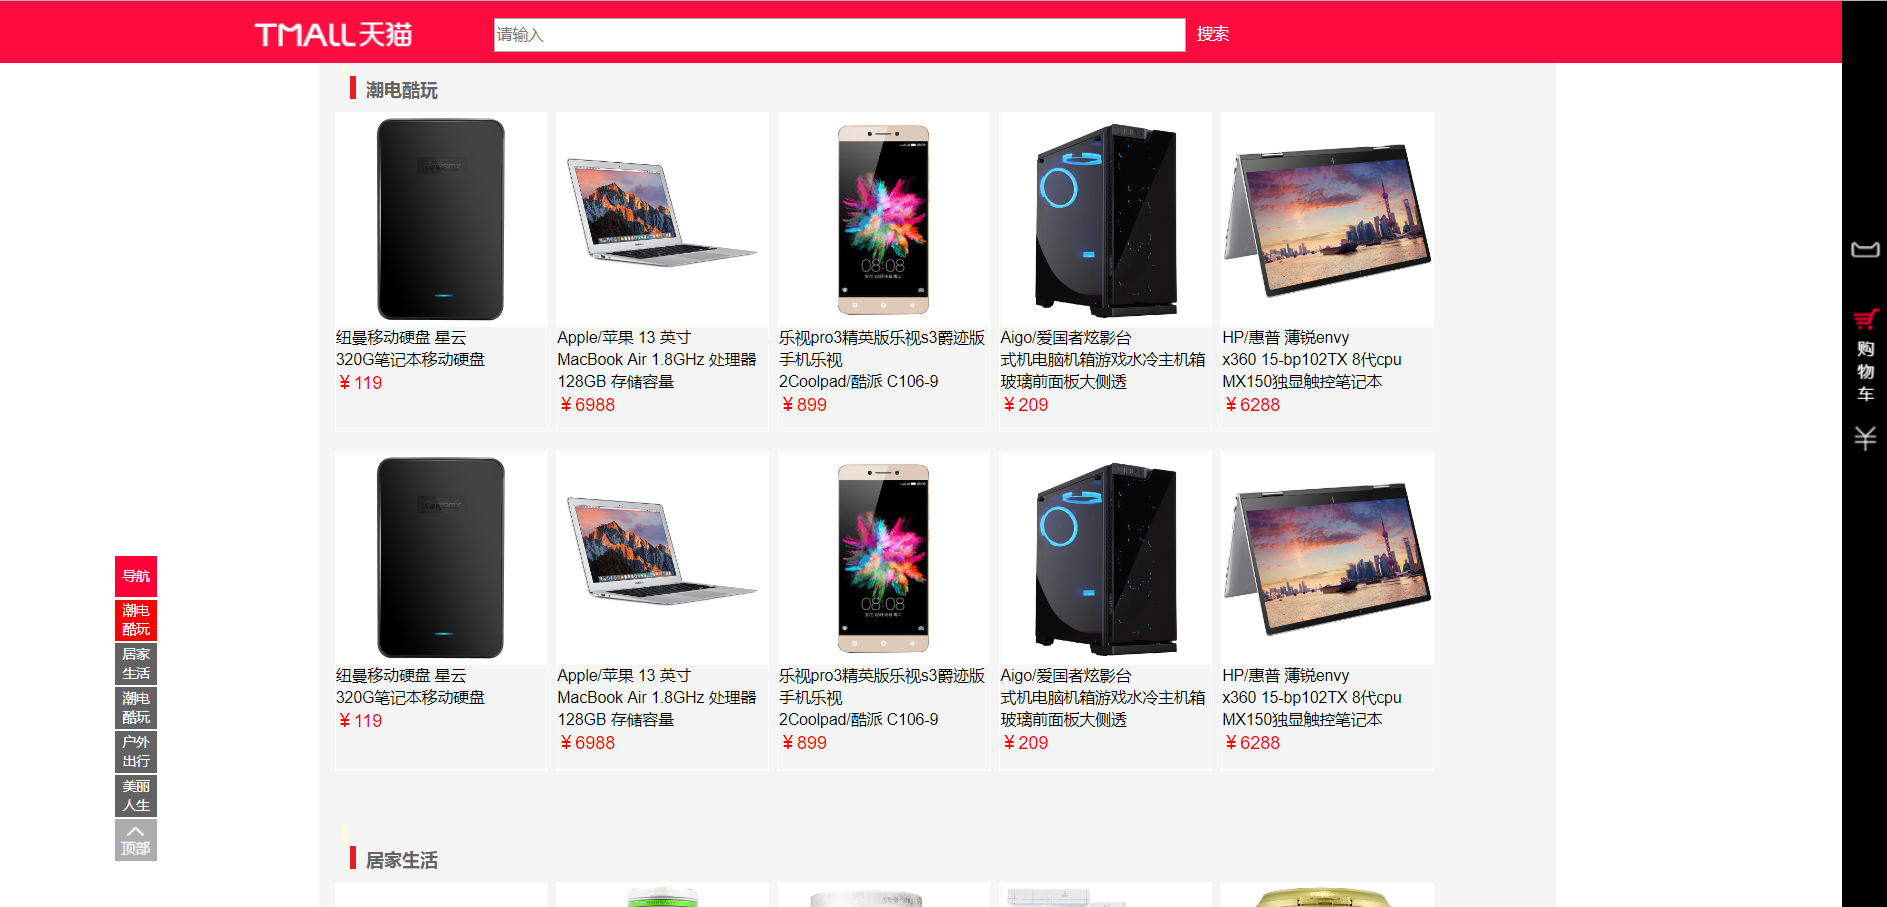 TMALL天猫
请输入
搜索
潮电酷玩
纽曼移动硬盘 星云
320G笔记本移动硬盘
¥ 119
Apple/苹果 13 英寸
MacBook Air 1.8GHz 处理器
128GB 存储容量
¥ 6988
08:08
乐视pro3精英版乐视s3爵迹版
手机乐视
2Coolpad/酷派 C106-9
¥ 899
Aigo/爱国者炫影台
式机电脑机箱游戏水冷主机箱
玻璃前面板大侧透
¥ 209
HP/惠普 薄锐envy
x360 15-bp102TX 8代cpu
MX150独显触控笔记本
¥ 6288
纽曼移动硬盘 星云
320G笔记本移动硬盘
¥ 119
Apple/苹果 13 英寸
MacBook Air 1.8GHz 处理器
128GB 存储容量
¥ 6988
08:08
乐视pro3精英版乐视s3爵迹版
手机乐视
2Coolpad/酷派 C106-9
¥ 899
Aigo/爱国者炫影台
式机电脑机箱游戏水冷主机箱
玻璃前面板大侧透
¥ 209
HP/惠普 薄锐envy
x360 15-bp102TX 8代cpu
MX150独显触控笔记本
¥ 6288
居家生活
导航
潮电
酷玩
居家
生活
潮电
酷玩
户外
出行
美丽
人生
顶部
购
物
车
¥